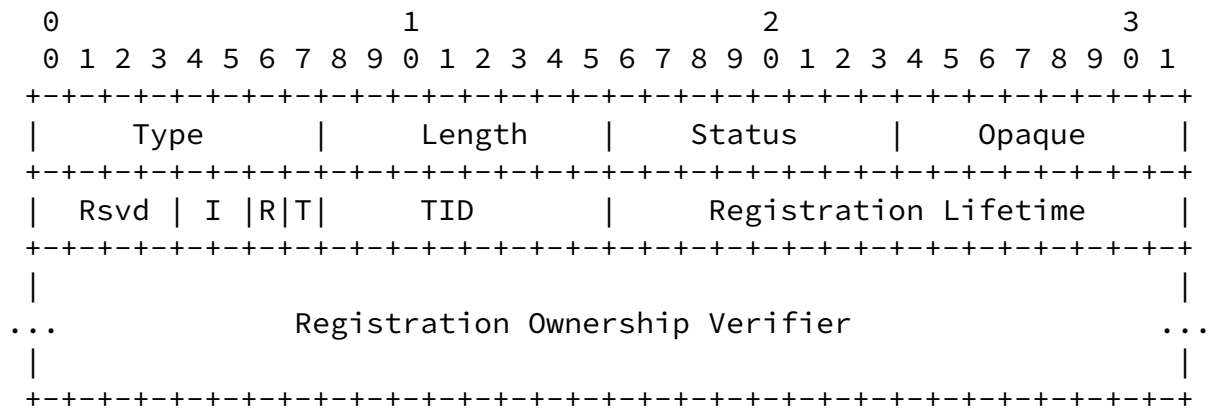 0                   1                   2                   3
 0 1 2 3 4 5 6 7 8 9 0 1 2 3 4 5 6 7 8 9 0 1 2 3 4 5 6 7 8 9 0 1
+-+-+-+-+-+-+-+-+-+-+-+-+-+-+-+-+-+-+-+-+-+-+-+-+-+-+-+-+-+-+-+-+
|     Type      |     Length    |    Status     |    Opaque     |
+-+-+-+-+-+-+-+-+-+-+-+-+-+-+-+-+-+-+-+-+-+-+-+-+-+-+-+-+-+-+-+-+
|  Rsvd | I |R|T|     TID       |     Registration Lifetime     |
+-+-+-+-+-+-+-+-+-+-+-+-+-+-+-+-+-+-+-+-+-+-+-+-+-+-+-+-+-+-+-+-+
|                                                               |
...             Registration Ownership Verifier                 ...
|                                                               |
+-+-+-+-+-+-+-+-+-+-+-+-+-+-+-+-+-+-+-+-+-+-+-+-+-+-+-+-+-+-+-+-+